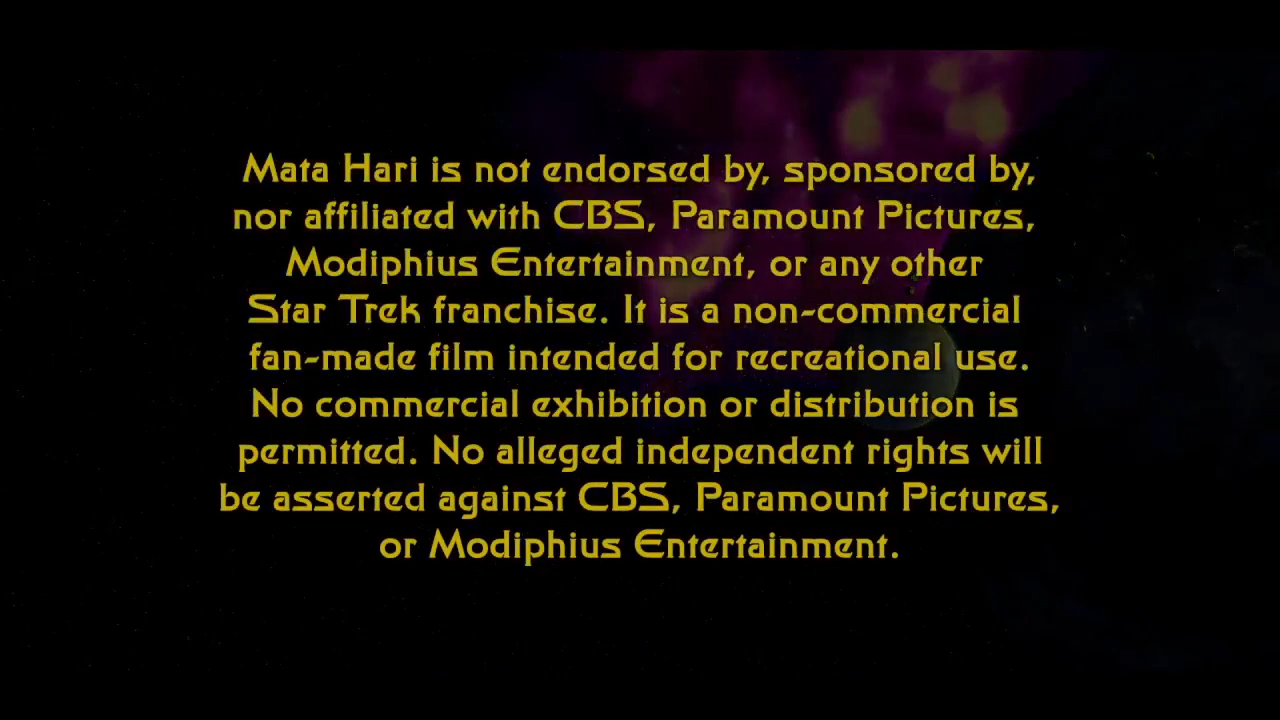 Mata Hari is not endorsed by, sponsored by,
nor affiliated with CBS, Paramount Pictures,
Modiphius Entertainment, or any other
Star Trek franchise. It is a non-commercial
fan-made film intended for recreational use.
No commercial exhibition or distribution is
permitted. No alleged independent rights will
be asserted against CBS, Paramount Pictures,
or Modiphius Entertainment.